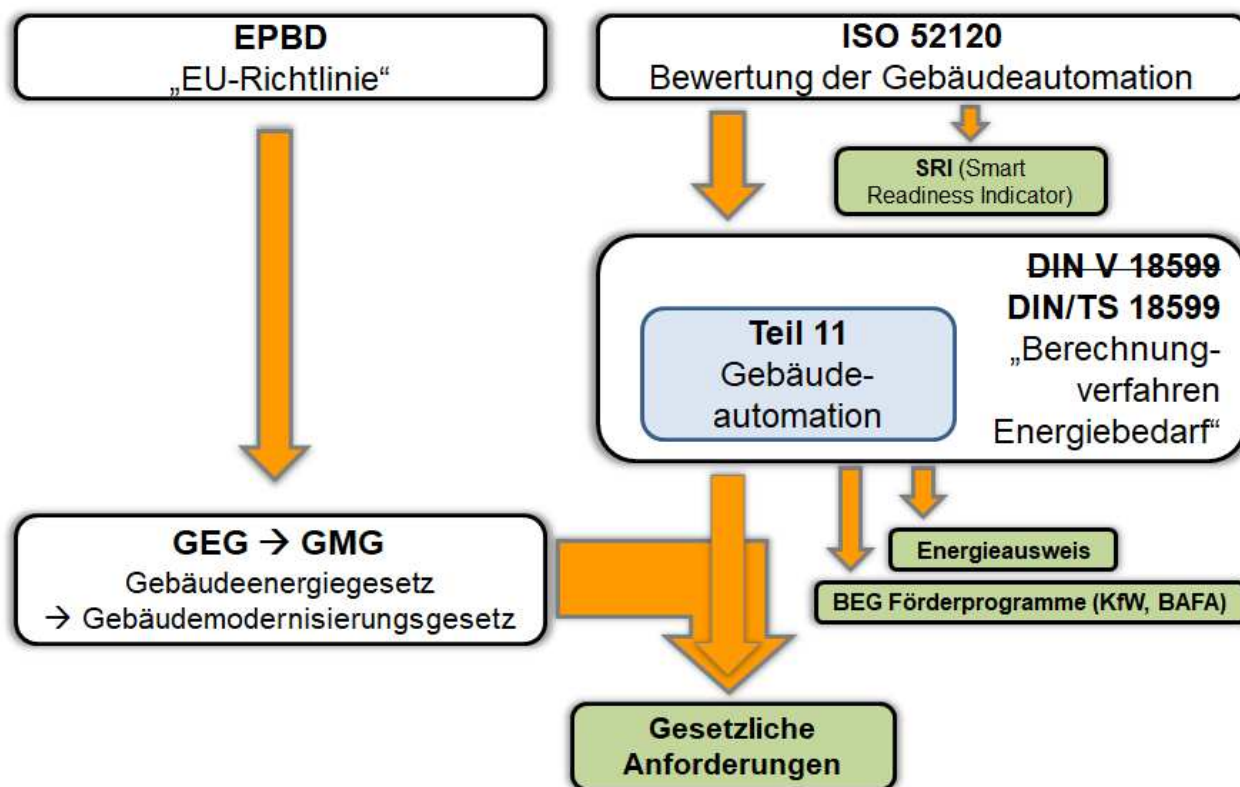 EPBD
„EU-Richtlinie“
ISO 52120
Bewertung der Gebäudeautomation
SRI (Smart
Readiness Indicator)
DIN V 18599
DIN/TS 18599
„Berechnung-
verfahren
Energiebedarf“
Teil 11
Gebäude-
automation
GEG → GMG
Gebäudeenergiegesetz
→ Gebäudemodernisierungsgesetz
Energieausweis
BEG Förderprogramme (KfW, BAFA)
Gesetzliche
Anforderungen